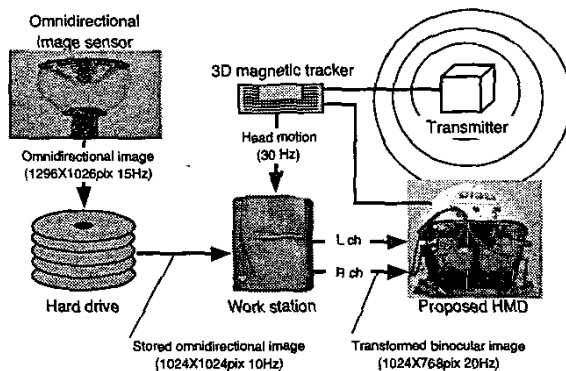 Omnidirectional
Image sensor
3D magnetic tracker
Transmitter
Head motion
(30 Hz)
Omnidirectional image
(1296X1026pix 15Hz)
L ch
R ch
Hard drive
Work station
Proposed HMD
Stored omnidirectional image
(1024X1024pix 10Hz)
Transformed binocular image
(1024X768pix 20Hz)